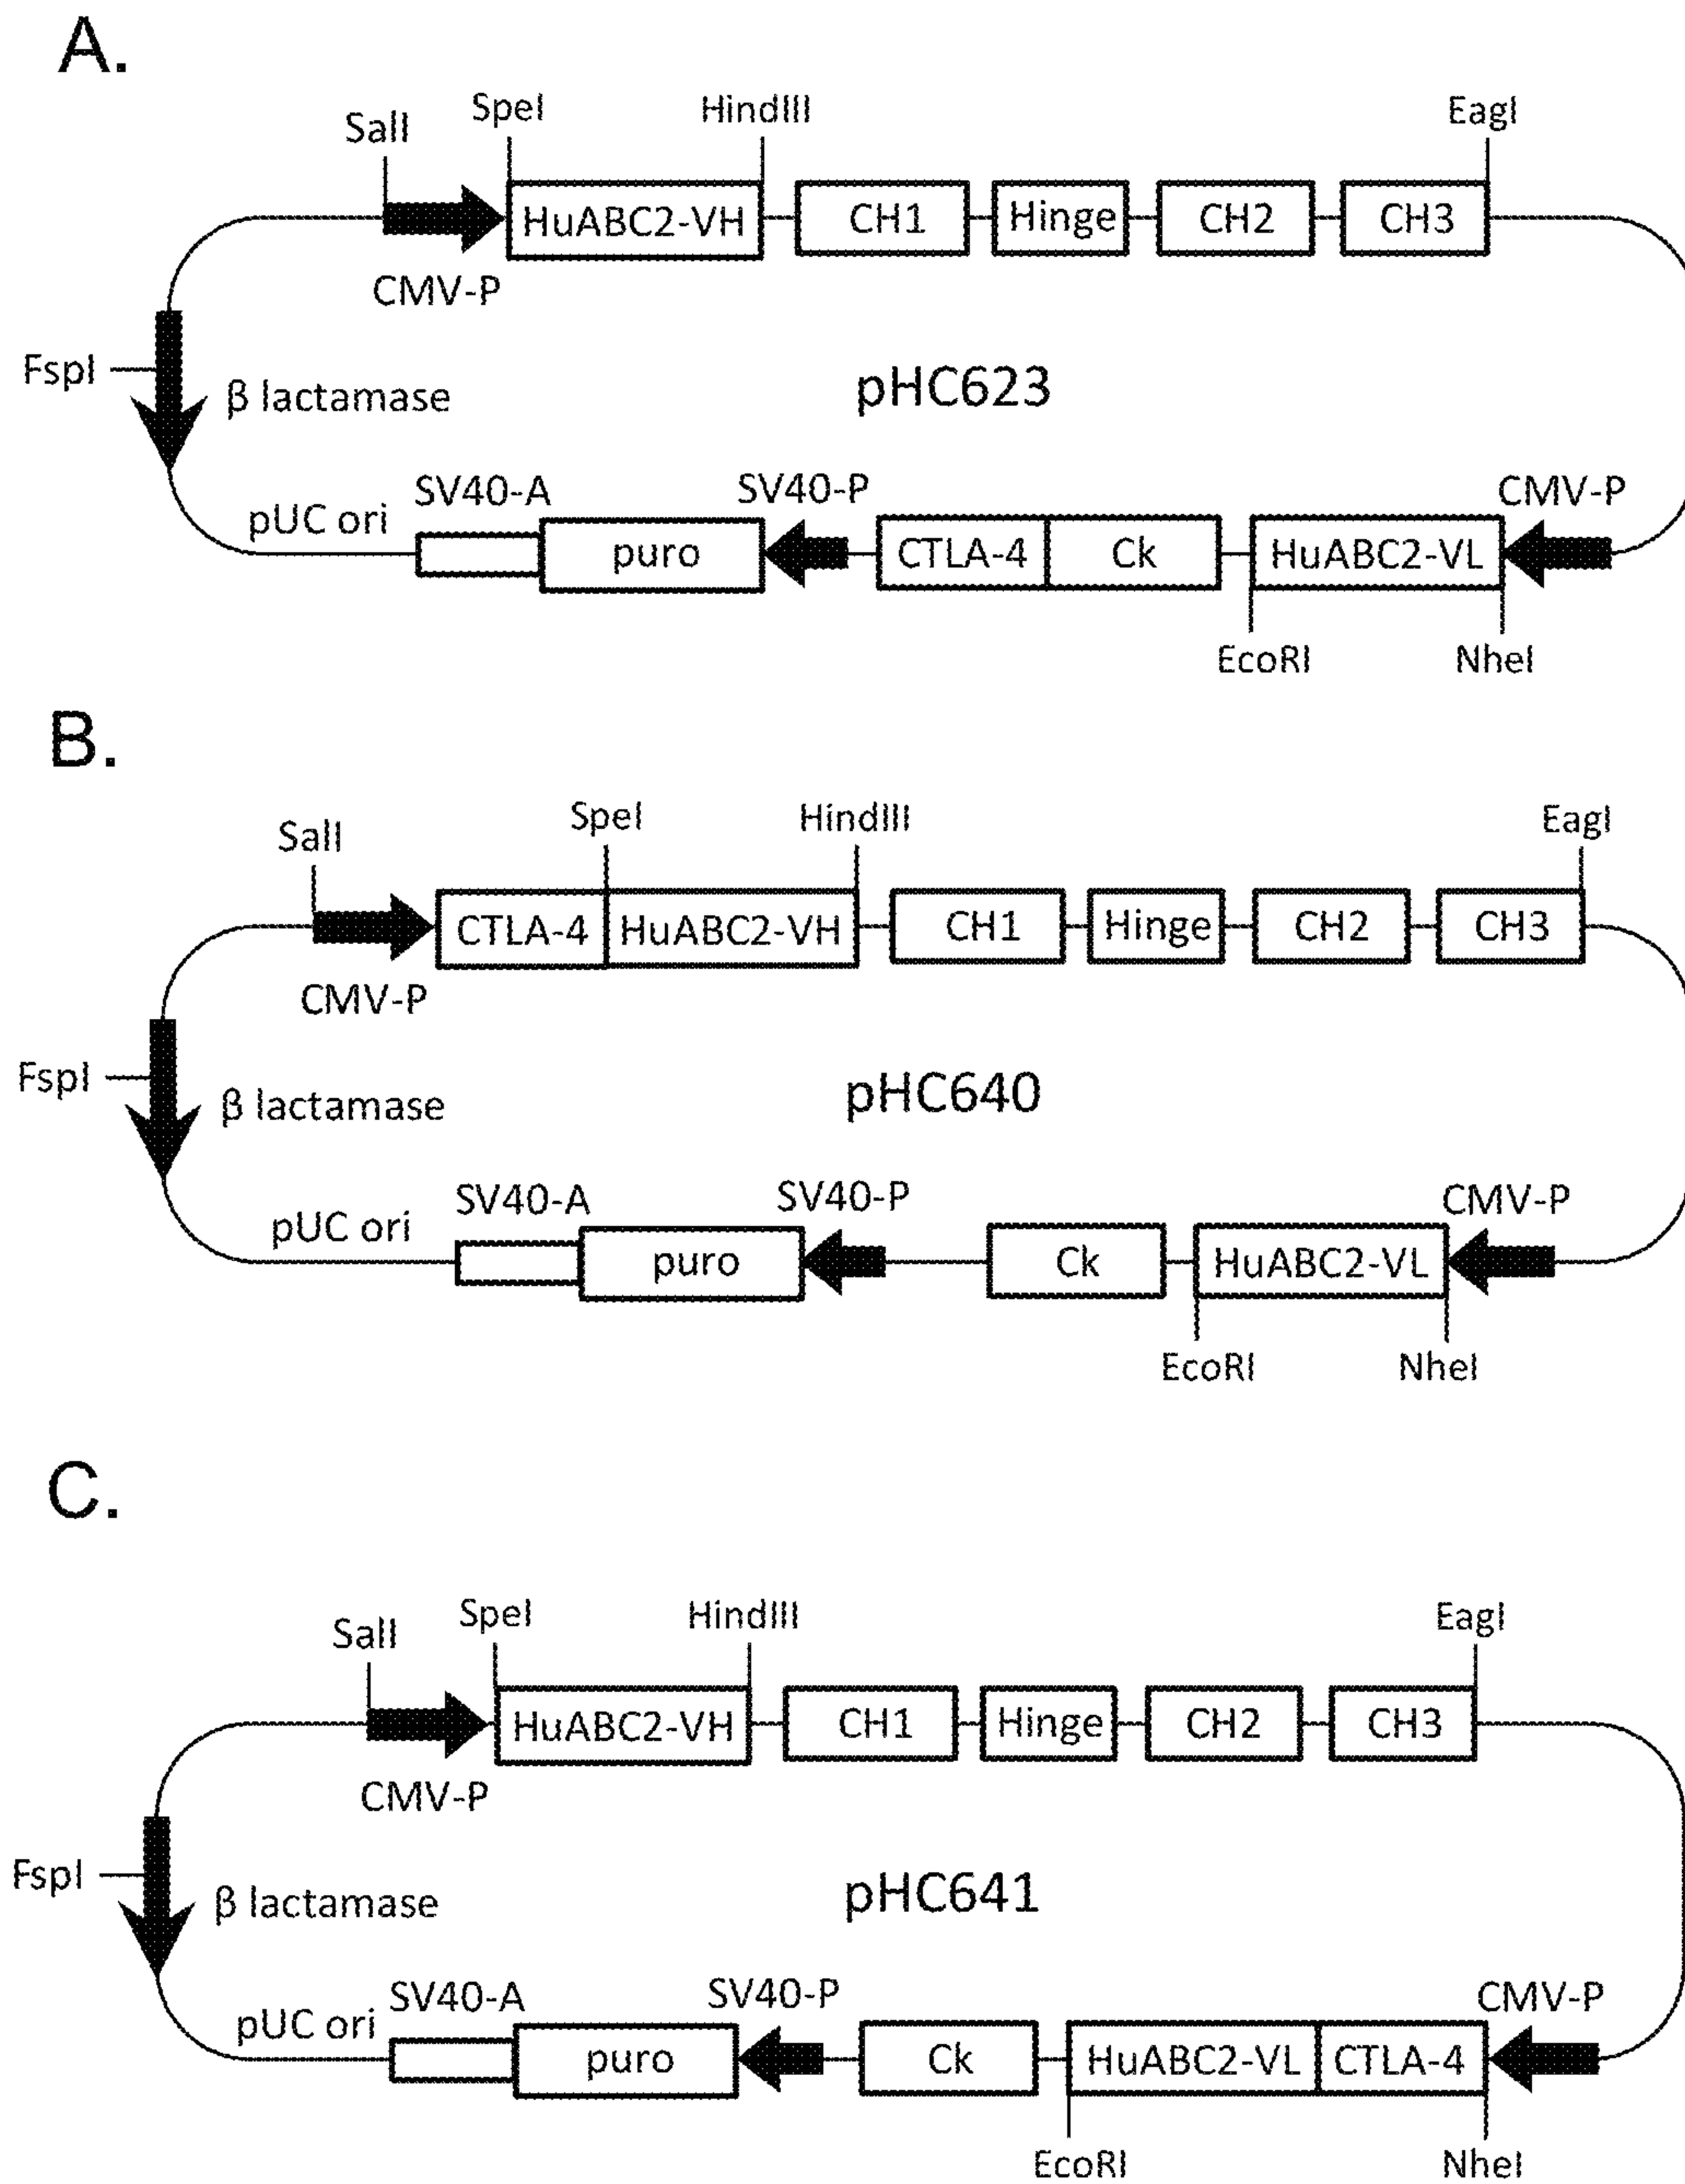 A.
SalI SpeI HindIII EagI
HuABC2-VH CH1 Hinge CH2 CH3
CMV-P
FspI
β lactamase
pHC623
pUC ori SV40-A SV40-P CMV-P
puro CTLA-4 Ck HuABC2-VL
EcoRI NheI
B.
SalI SpeI HindIII EagI
CTLA-4 HuABC2-VH CH1 Hinge CH2 CH3
CMV-P
FspI
β lactamase
pHC640
pUC ori SV40-A SV40-P CMV-P
puro Ck HuABC2-VL
EcoRI NheI
C.
SalI SpeI HindIII EagI
HuABC2-VH CH1 Hinge CH2 CH3
CMV-P
FspI
β lactamase
pHC641
pUC ori SV40-A SV40-P CMV-P
puro Ck HuABC2-VL CTLA-4
EcoRI NheI